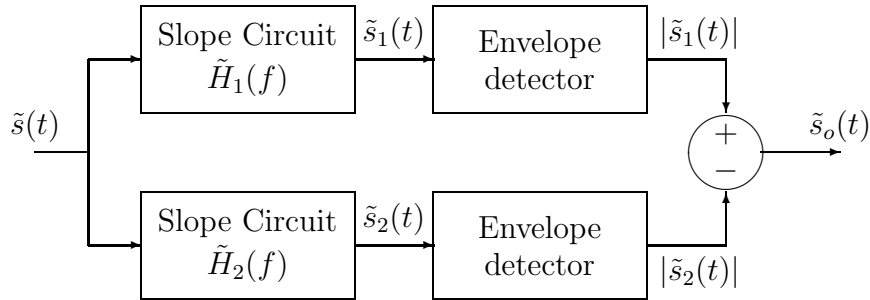 Slope Circuit
H̃₁(f)
s̃₁(t)
Envelope
detector
|s̃₁(t)|
s̃(t)
+
−
s̃ₒ(t)
Slope Circuit
H̃₂(f)
s̃₂(t)
Envelope
detector
|s̃₂(t)|